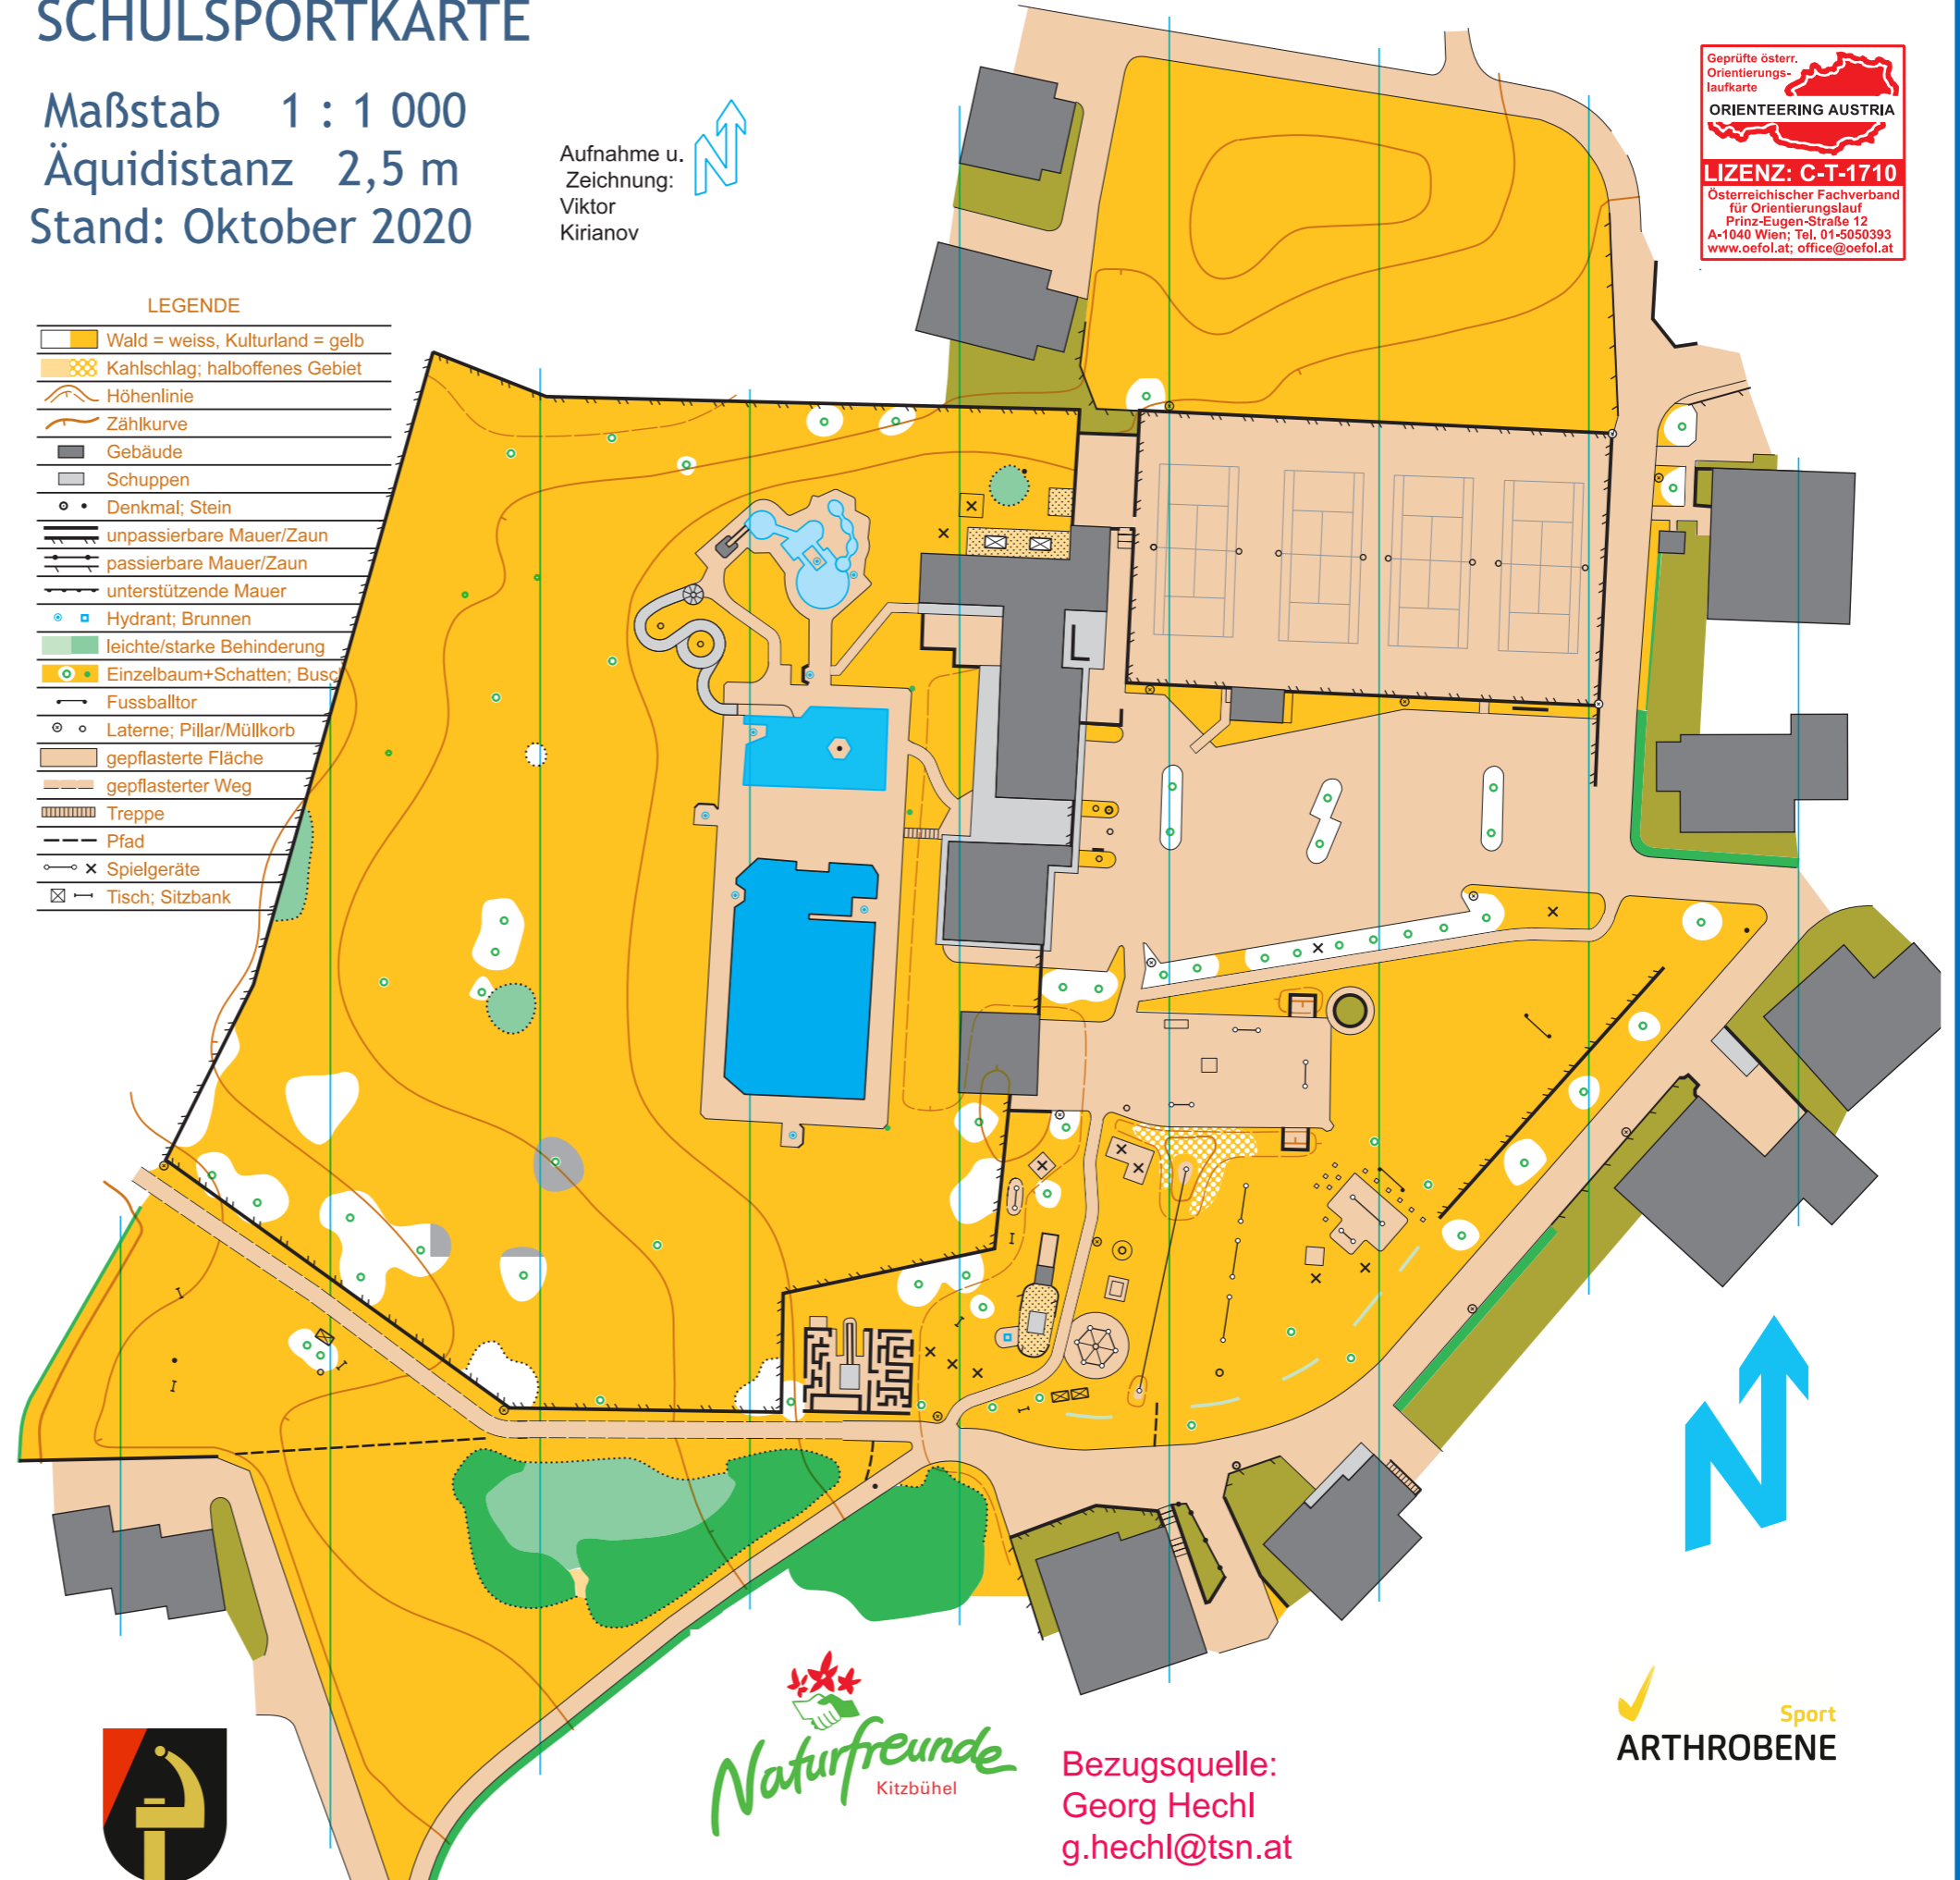 SCHULSPORTKARTE
Maßstab 1 : 1 000
Äquidistanz 2,5 m
Stand: Oktober 2020
Aufnahme u.
Zeichnung:
Viktor
Kirianov
N
Geprüfte österr.
Orientierungs-
laufkarte
ORIENTEERING AUSTRIA
LIZENZ: C-T-1710
Österreichischer Fachverband
für Orientierungslauf
Prinz-Eugen-Straße 12
A-1040 Wien; Tel. 01-5050393
www.oefol.at; office@oefol.at
LEGENDE
Wald = weiss, Kulturland = gelb
Kahlschlag; halboffenes Gebiet
Höhenlinie
Zählkurve
Gebäude
Schuppen
Denkmal; Stein
unpassierbare Mauer/Zaun
passierbare Mauer/Zaun
unterstützende Mauer
Hydrant; Brunnen
leichte/starke Behinderung
Einzelbaum+Schatten; Busc
Fussballtor
Laterne; Pillar/Müllkorb
gepflasterte Fläche
gepflasterter Weg
Treppe
Pfad
Spielgeräte
Tisch; Sitzbank
N
Naturfreunde
Kitzbühel
Bezugsquelle:
Georg Hechl
g.hechl@tsn.at
Sport
ARTHROBENE